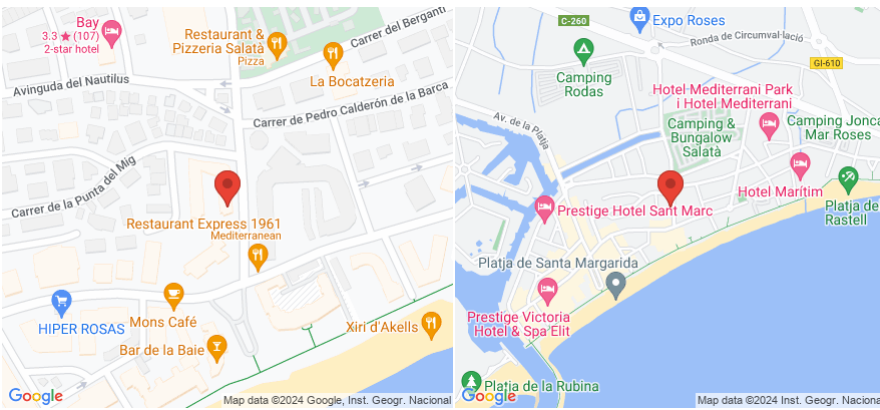 Bay
3.3 ★ (107)
2-star hotel
Restaurant &
Pizzeria Salatà
Pizza
Carrer del Berganti
La Bocatzeria
Avinguda del Nautilus
Carrer de Pedro Calderón de la Barca
Carrer de la Punta del Mig
Restaurant Express 1961
Mediterranean
HIPER ROSAS
Mons Café
Bar de la Baie
Xiri d'Akells
Google
Map data ©2024 Google, Inst. Geogr. Nacional
C-260
Expo Roses
Ronda de Circumval·lació
GI-610
Camping
Rodas
Hotel Mediterrani Park
i Hotel Mediterrani
Av. de la Platja
Camping &
Bungalow
Salatà
Camping Jonca
Mar Roses
Hotel Marítim
Prestige Hotel Sant Marc
Platja de
Rastell
Platja de Santa Margarida
Prestige Victoria
Hotel & Spa Elit
Platja de la Rubina
Google
Map data ©2024 Google, Inst. Geogr. Nacional